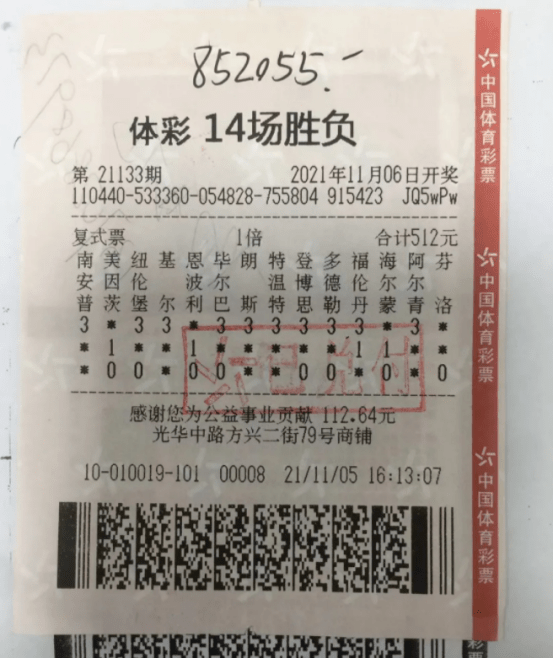 852055.-
体彩 14场胜负
第 21133期 2021年11月06日开奖
110440-533360-054828-755804 915423 JQ5wPw
复式票 1倍 合计512元
南 美 纽 基 恩 毕 朗 特 登 多 福 海 阿 芬
安 因 伦 波 尔 温 博 德 伦 尔 尔
普 茨 堡 尔 利 巴 斯 特 思 勒 丹 蒙 青 洛
3 * 3 3 * 3 3 3 3 3 3 * 3 *
* 1 * * 1 * * * * * 1 1 * *
* 0 0 0 0 0 * * 0 0 * 0 * 0
已兑付
感谢您为公益事业贡献 112.64元
光华中路方兴二街79号商铺
10-010019-101 00008 21/11/05 16:13:07
中国体育彩票
中国体育彩票
中国体育彩票